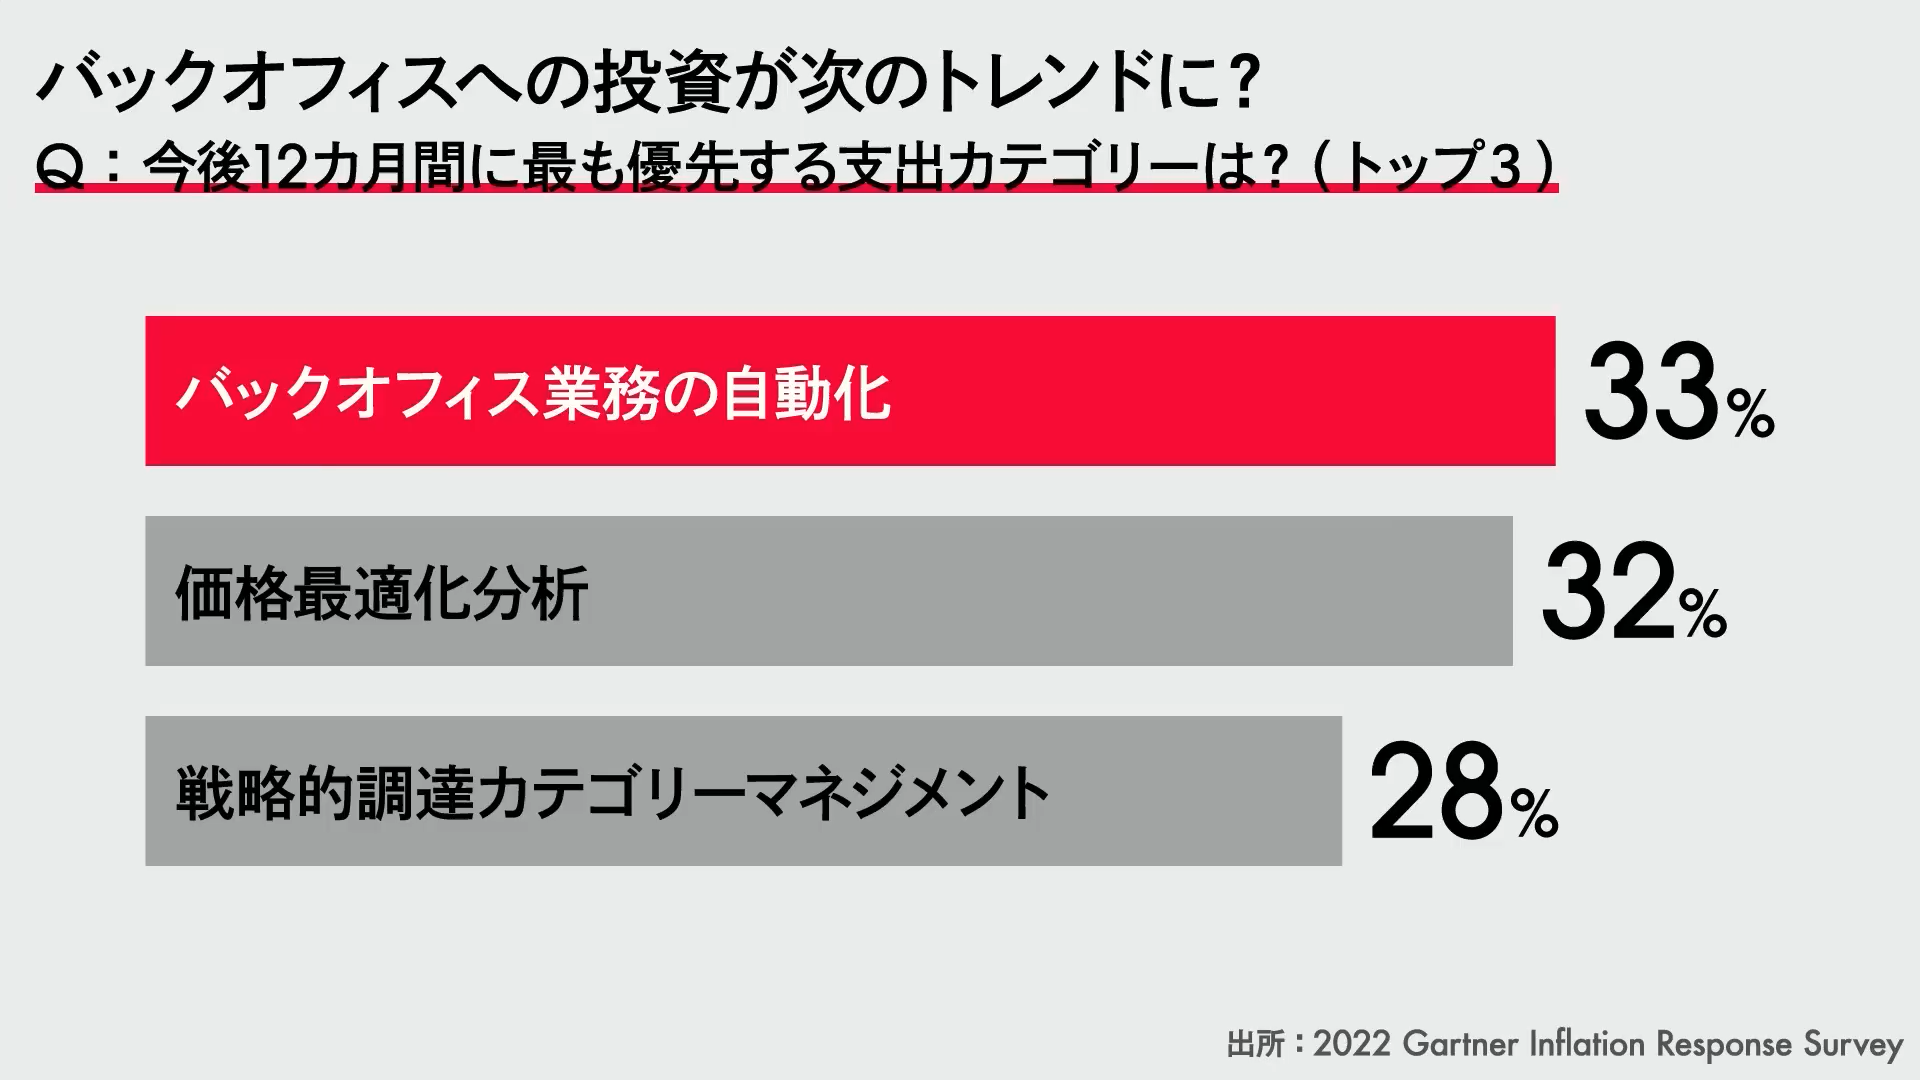 バックオフィスへの投資が次のトレンドに？
Q：今後12カ月間に最も優先する支出カテゴリーは？（トップ3）
バックオフィス業務の自動化
33%
価格最適化分析
32%
戦略的調達カテゴリーマネジメント
28%
出所：2022 Gartner Inflation Response Survey